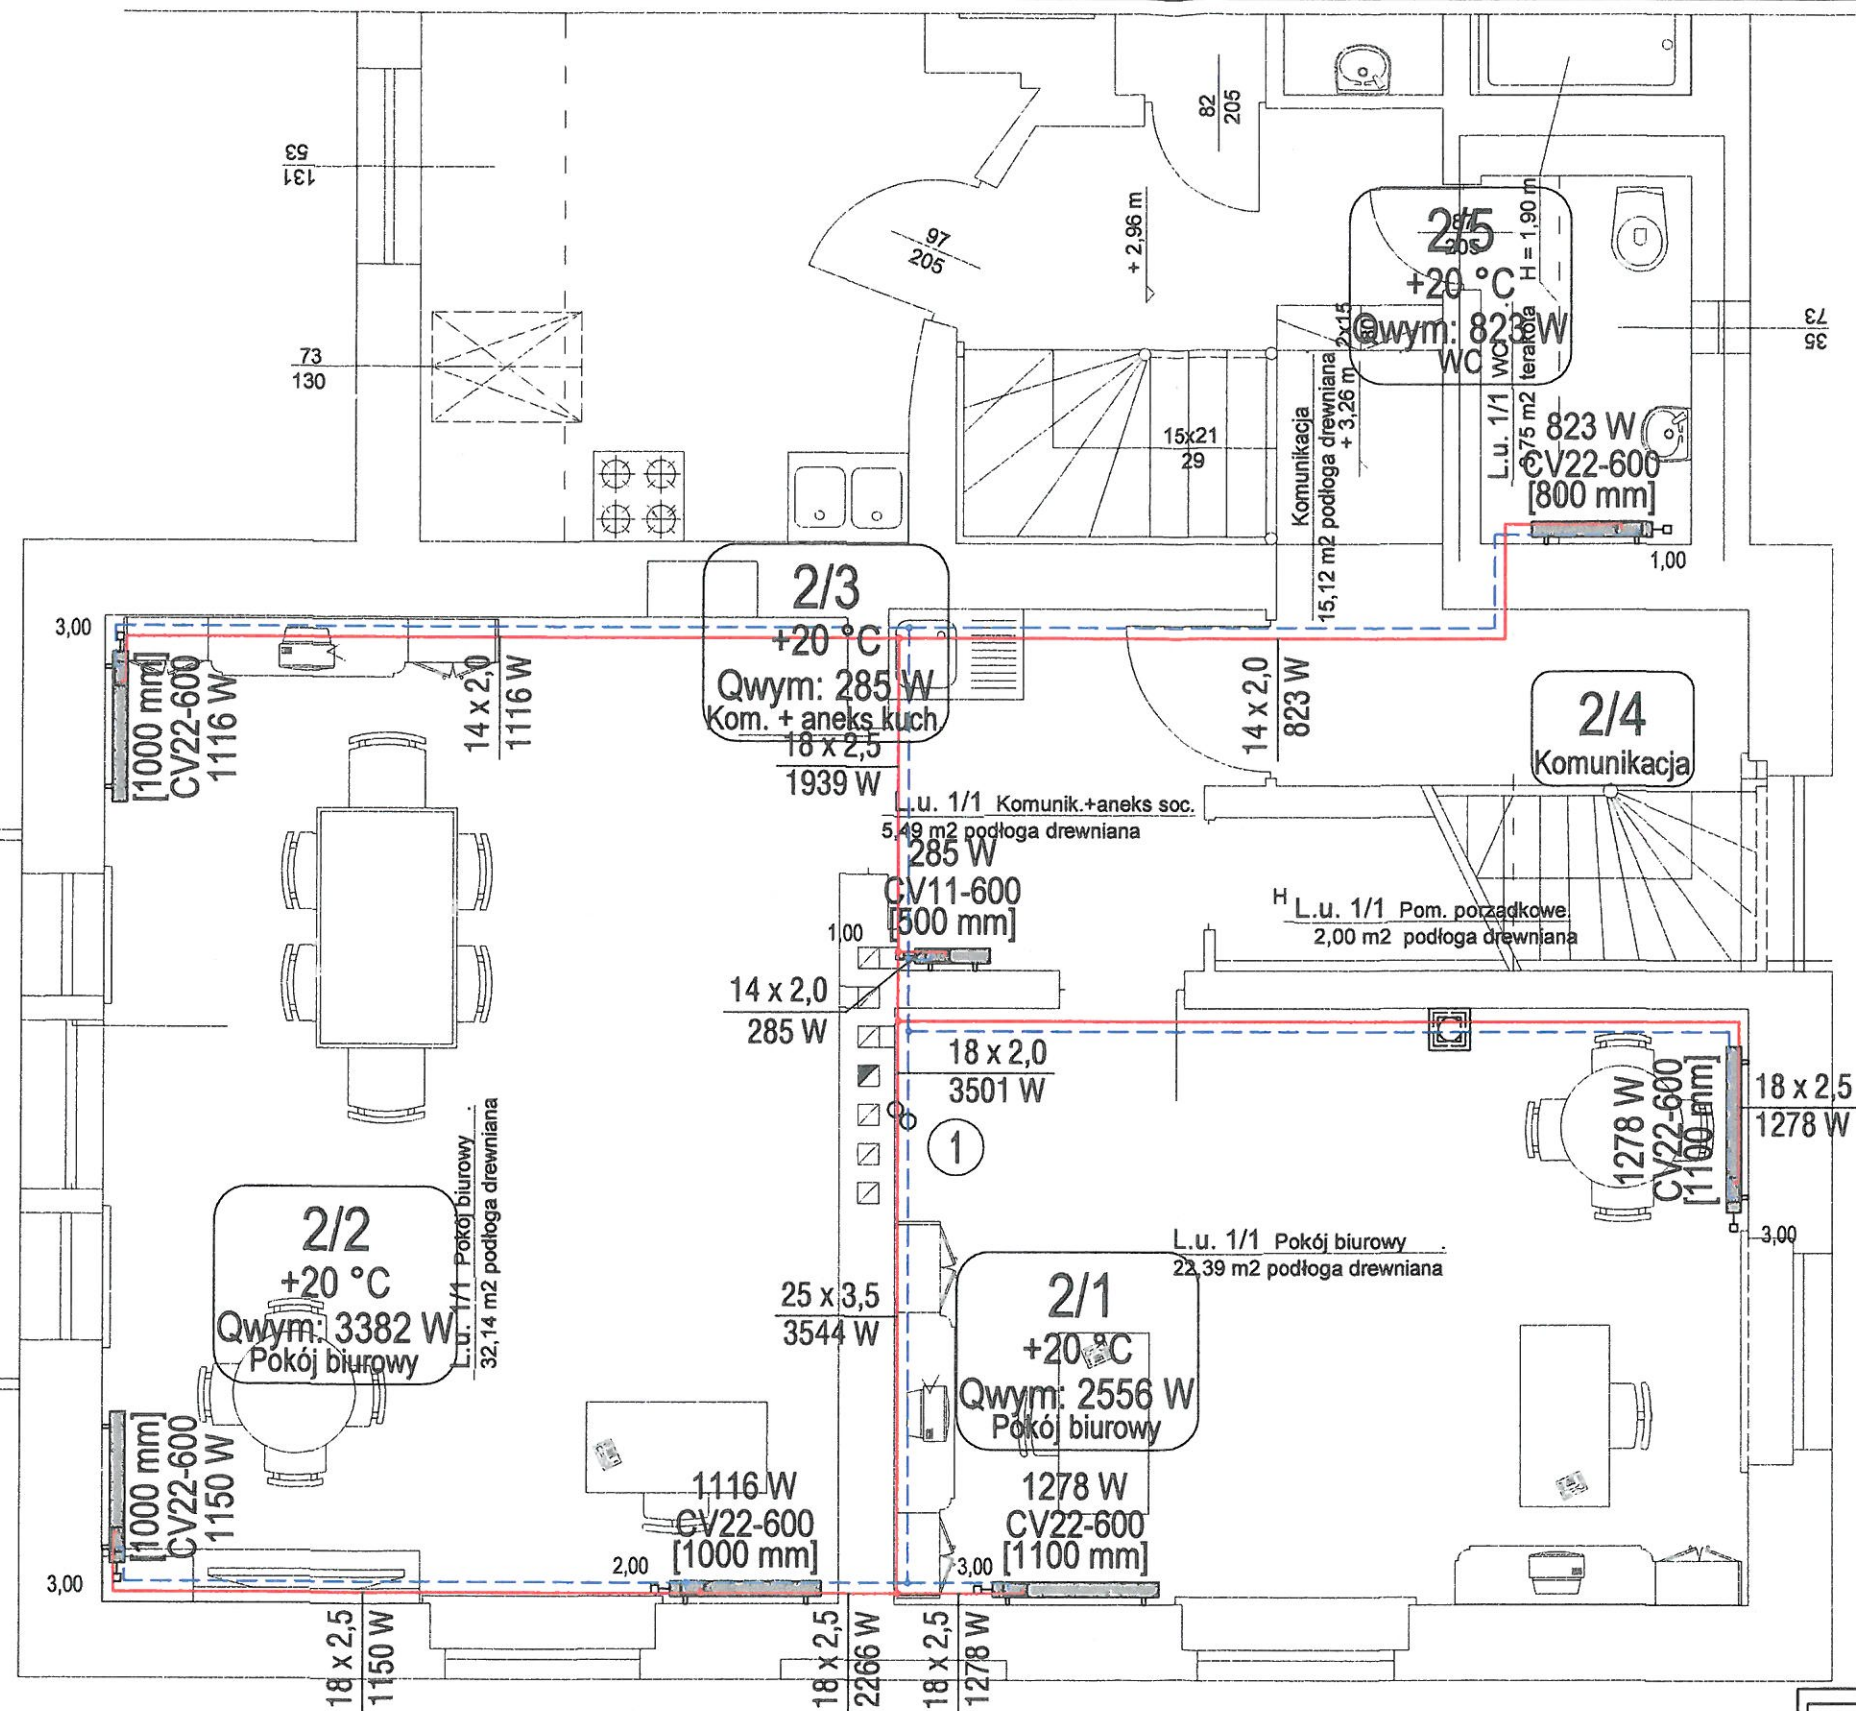 53
131
73
130
97
205
82
205
+ 2,96 m
2/5
87
205
+20 °C
Qwym: 823 W
WC
H = 1,90 m
L.u. 1/1 WC
75 m2 terakota
35
73
2x15
15x21
29
Komunikacja
15,12 m2 podłoga drewniana
+ 3,26 m
823 W
CV22-600
[800 mm]
1,00
2/3
+20 °C
Qwym: 285 W
Kom. + aneks kuch.
3,00
[1000 mm]
CV22-600
1116 W
14 x 2,0
1116 W
18 x 2,5
1939 W
14 x 2,0
823 W
2/4
Komunikacja
L.u. 1/1 Komunik.+aneks soc.
5,49 m2 podłoga drewniana
285 W
CV11-600
[500 mm]
1,00
H
L.u. 1/1 Pom. porządkowe
2,00 m2 podłoga drewniana
14 x 2,0
285 W
18 x 2,0
3501 W
1
1278 W
CV22-600
[1100 mm]
18 x 2,5
1278 W
3,00
2/2
+20 °C
Qwym: 3382 W
Pokój biurowy
L.u. 1/1 Pokój biurowy
32,14 m2 podłoga drewniana
25 x 3,5
3544 W
L.u. 1/1 Pokój biurowy
22,39 m2 podłoga drewniana
2/1
+20 °C
Qwym: 2556 W
Pokój biurowy
[1000 mm]
CV22-600
1150 W
3,00
1116 W
CV22-600
[1000 mm]
2,00
1278 W
CV22-600
[1100 mm]
3,00
18 x 2,5
1150 W
18 x 2,5
2266 W
18 x 2,5
1278 W